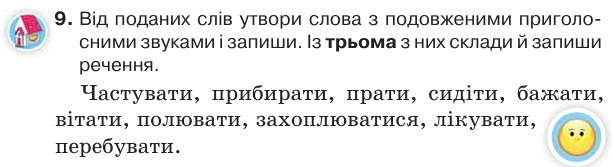 9. Від поданих слів утвори слова з подовженими приголо-
сними звуками і запиши. Із трьома з них склади й запиши
речення.
Частувати, прибирати, прати, сидіти, бажати,
вітати, полювати, захоплюватися, лікувати,
перебувати.